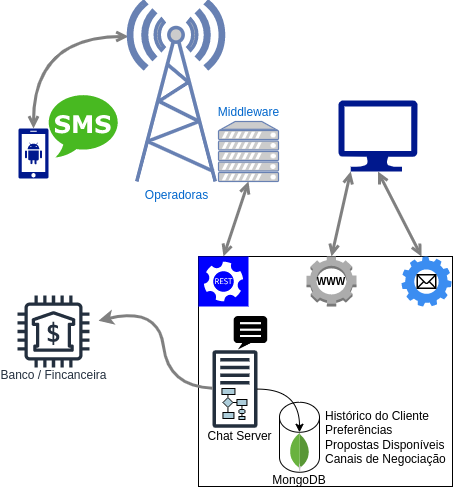 SMS
Middleware
Operadoras
REST
WWW
$
Banco / Fincanceira
Chat Server
Histórico do Cliente
Preferências
Propostas Disponíveis
Canais de Negociação
MongoDB